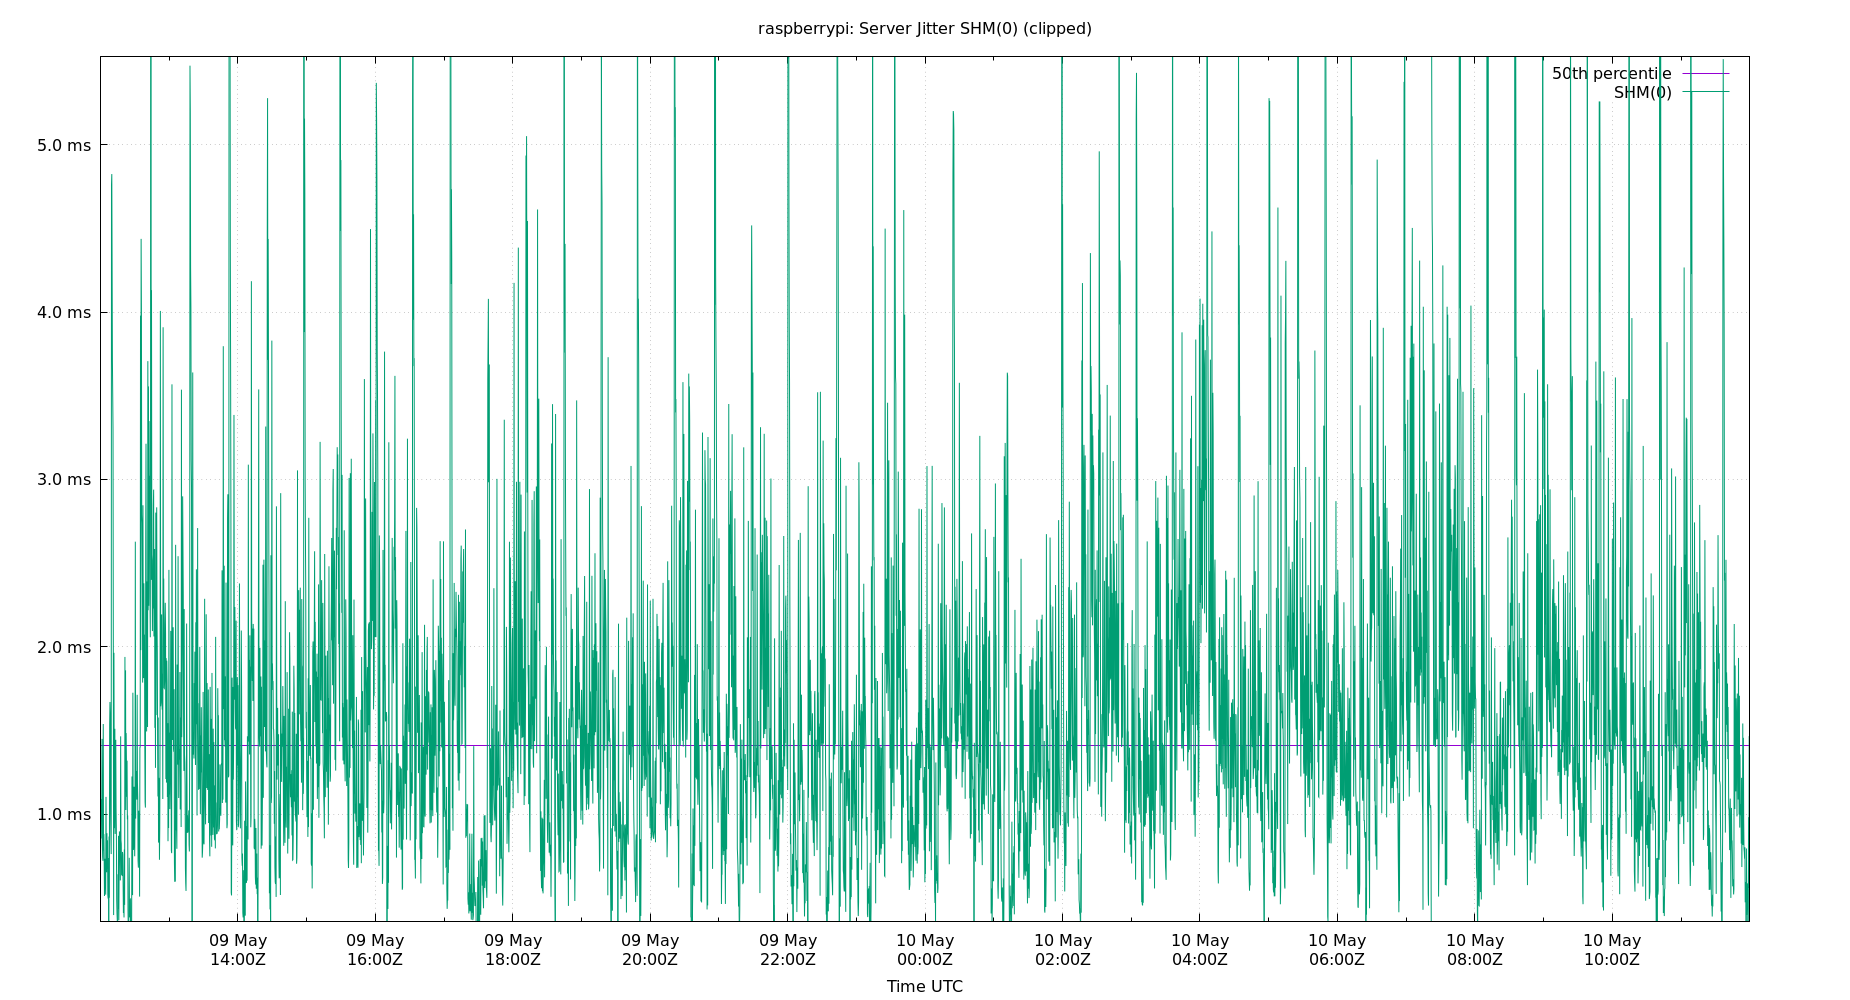 raspberrypi: Server Jitter SHM(0) (clipped)
50th percentile
SHM(0)
5.0 ms
4.0 ms
3.0 ms
2.0 ms
1.0 ms
09 May 09 May 09 May 09 May 09 May 10 May 10 May 10 May 10 May 10 May 10 May
14:00Z 16:00Z 18:00Z 20:00Z 22:00Z 00:00Z 02:00Z 04:00Z 06:00Z 08:00Z 10:00Z
Time UTC